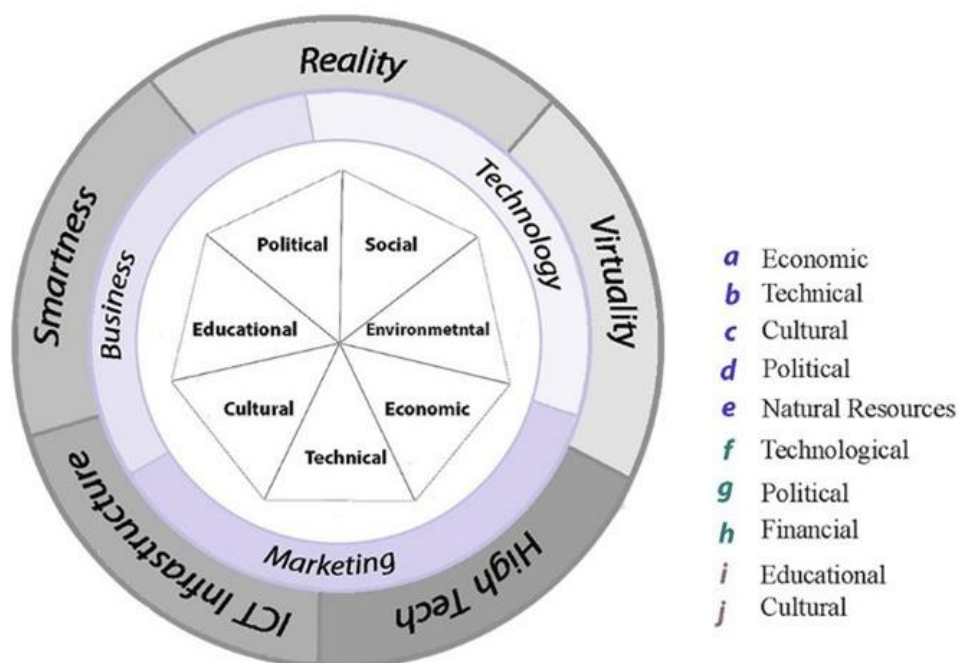 Reality
Smartness
Virtuality
ICT Infrastructure
High Tech
Business
Technology
Marketing
Political
Social
Educational
Environmetntal
Cultural
Economic
Technical
a Economic
b Technical
c Cultural
d Political
e Natural Resources
f Technological
g Political
h Financial
i Educational
j Cultural